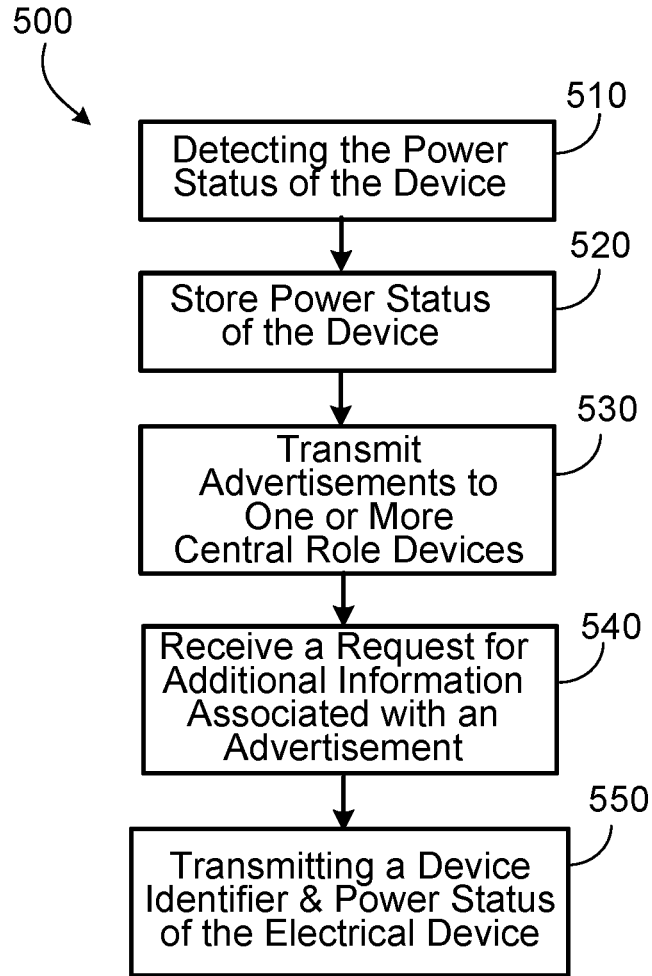 500
510
Detecting the Power
Status of the Device
520
Store Power Status
of the Device
530
Transmit
Advertisements to
One or More
Central Role Devices
540
Receive a Request for
Additional Information
Associated with an
Advertisement
550
Transmitting a Device
Identifier & Power Status
of the Electrical Device